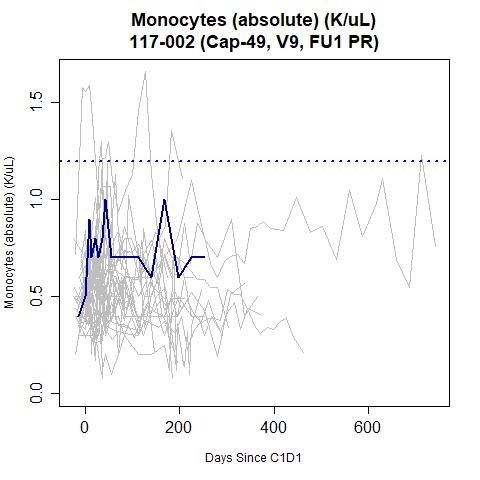 Monocytes (absolute) (K/uL)
117-002 (Cap-49, V9, FU1 PR)
Monocytes (absolute) (K/uL)
1.5
1.0
0.5
0.0
0 200 400 600
Days Since C1D1